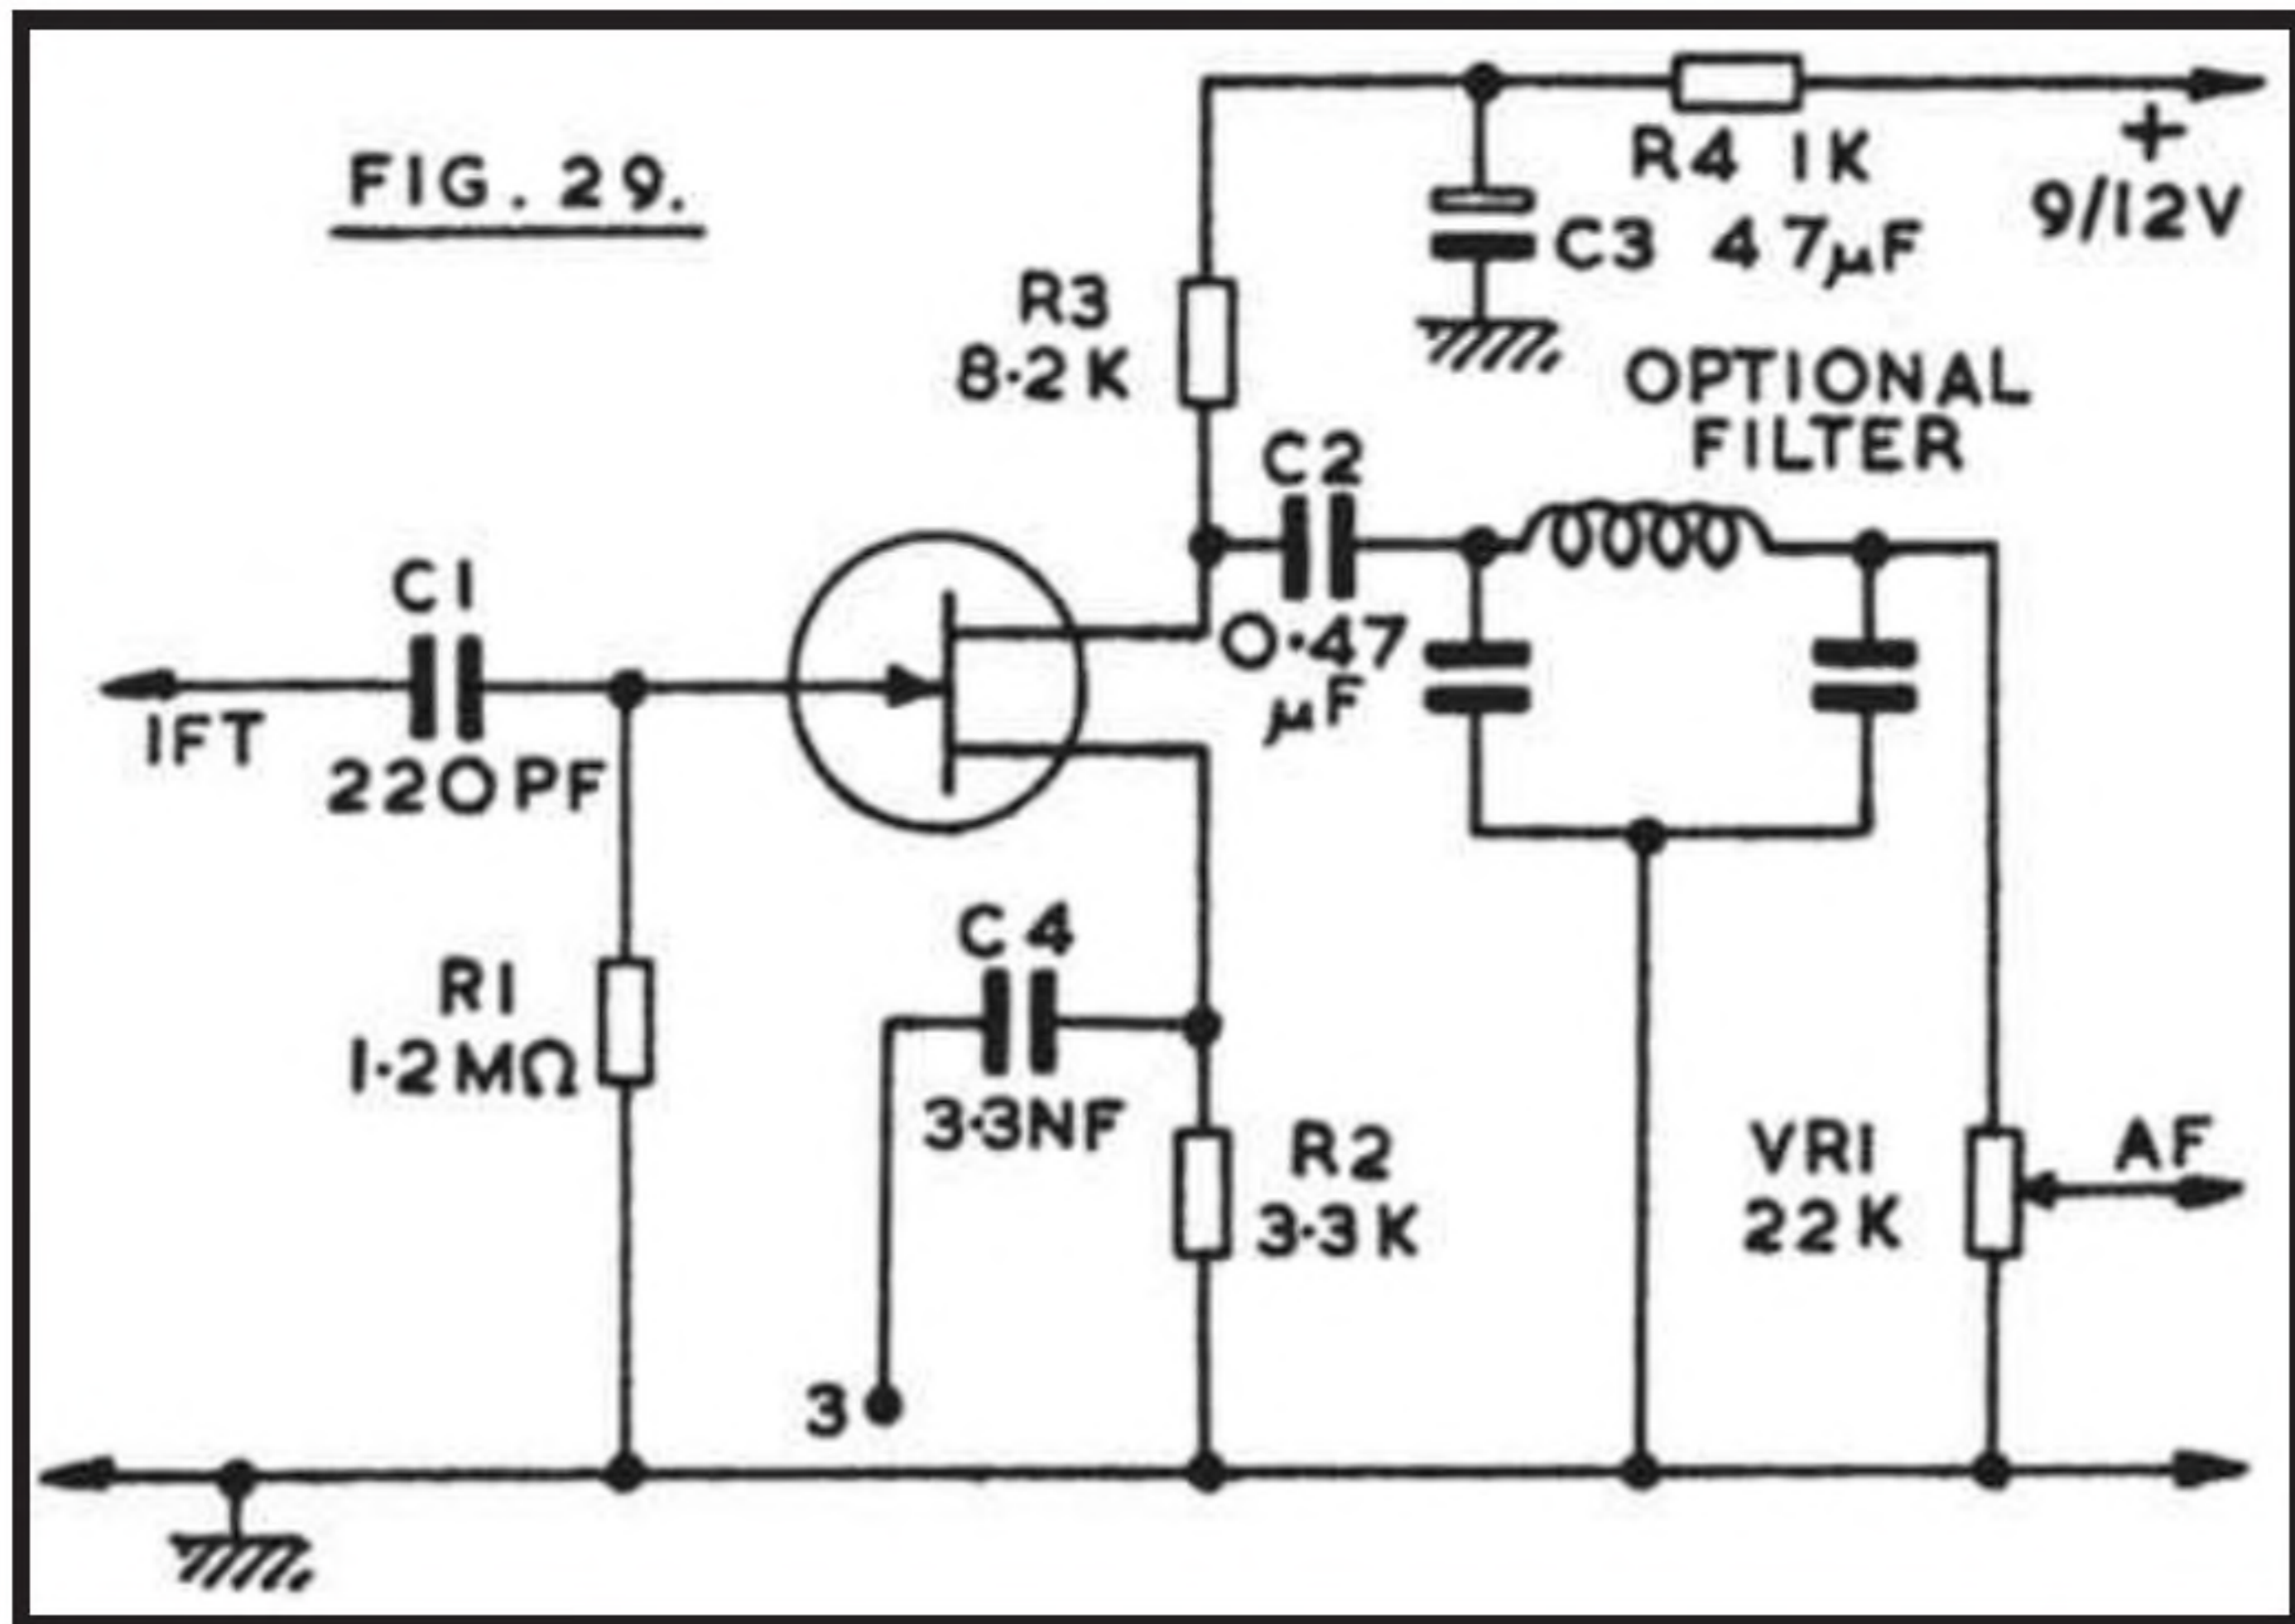 FIG. 29.
R4 1K
+
9/12V
C3 47µF
R3
8.2K
OPTIONAL
FILTER
C2
0.47
µF
C1
IFT
220PF
C4
R1
1.2MΩ
3.3NF
R2
3.3K
VR1
22K
AF
3